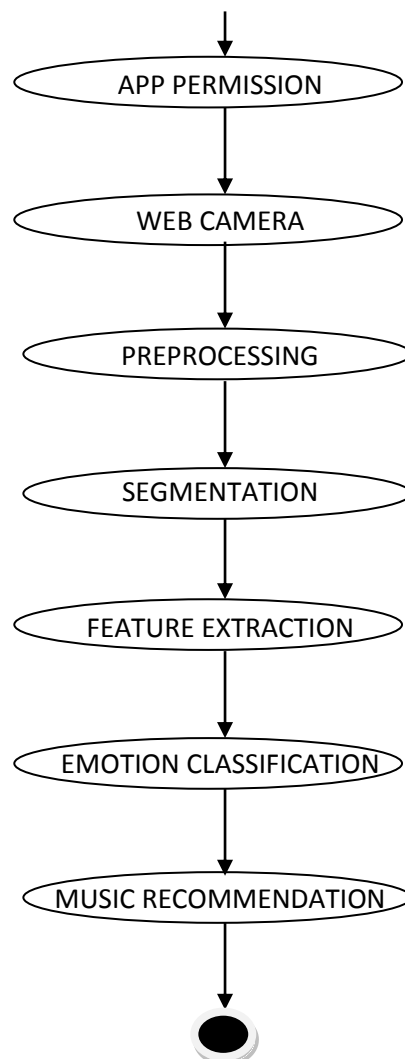 APP PERMISSION
WEB CAMERA
PREPROCESSING
SEGMENTATION
FEATURE EXTRACTION
EMOTION CLASSIFICATION
MUSIC RECOMMENDATION